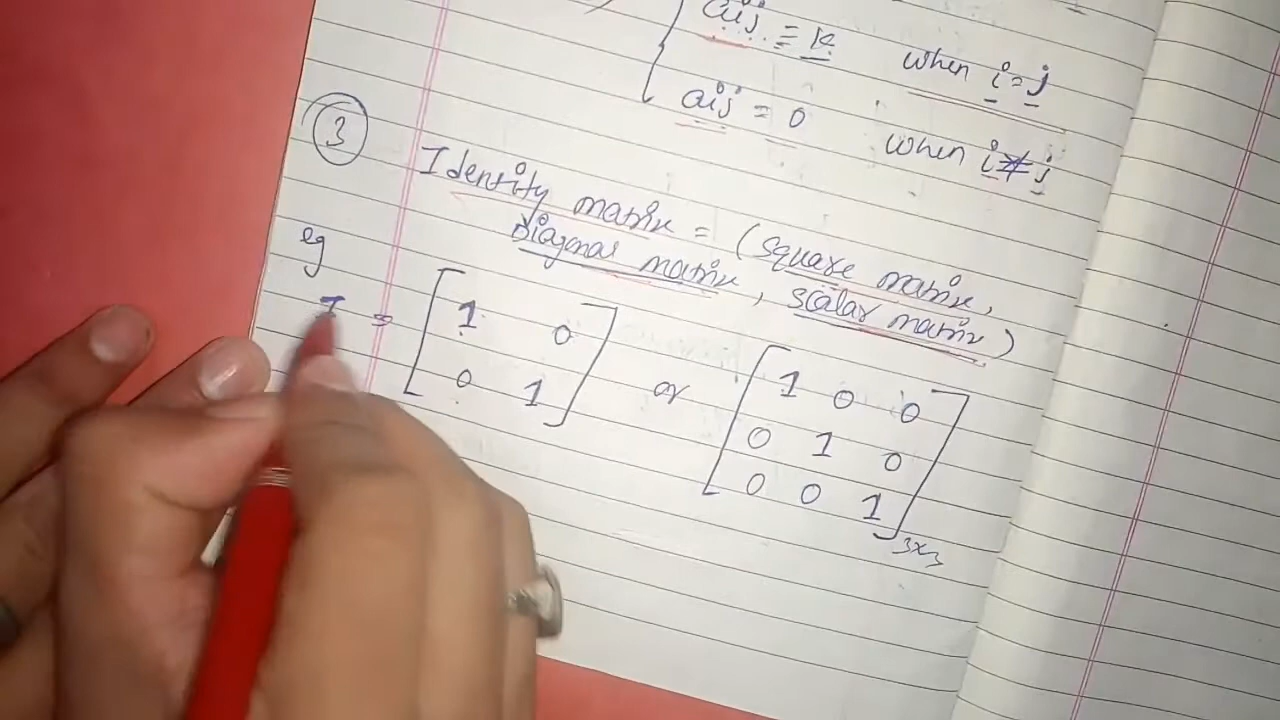 aij = k when i=j
aij = 0 when i≠j
3
Identity matrix = (square matrix,
Diagonal matrix, scalar matrix)
eg
I = [1 0 or [1 0 0
0 1] 0 1 0
0 0 1]3x3